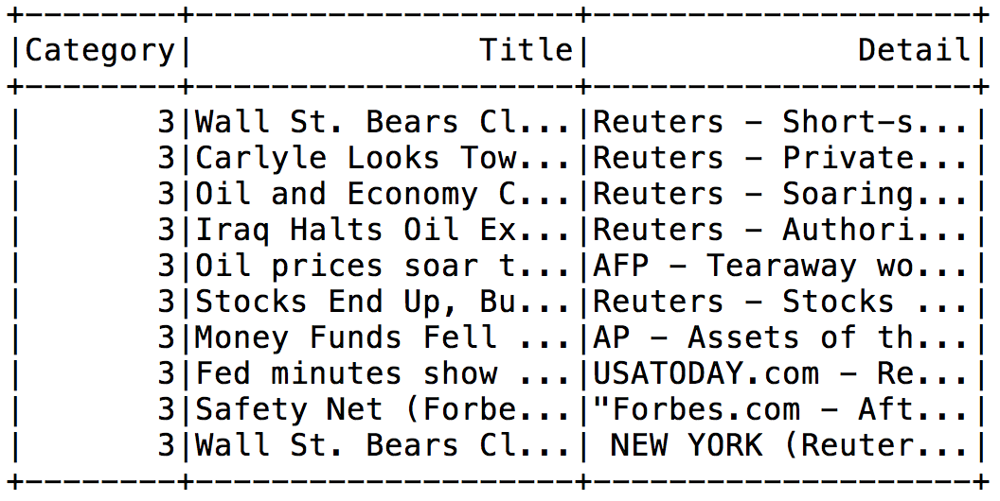 +--------+--------------------+--------------------+
|Category|               Title|              Detail|
+--------+--------------------+--------------------+
|       3|Wall St. Bears Cl...|Reuters - Short-s...|
|       3|Carlyle Looks Tow...|Reuters - Private...|
|       3|Oil and Economy C...|Reuters - Soaring...|
|       3|Iraq Halts Oil Ex...|Reuters - Authori...|
|       3|Oil prices soar t...|AFP - Tearaway wo...|
|       3|Stocks End Up, Bu...|Reuters - Stocks ...|
|       3|Money Funds Fell ...|AP - Assets of th...|
|       3|Fed minutes show ...|USATODAY.com - Re...|
|       3|Safety Net (Forbe...|"Forbes.com - Aft...|
|       3|Wall St. Bears Cl...| NEW YORK (Reuter...|
+--------+--------------------+--------------------+